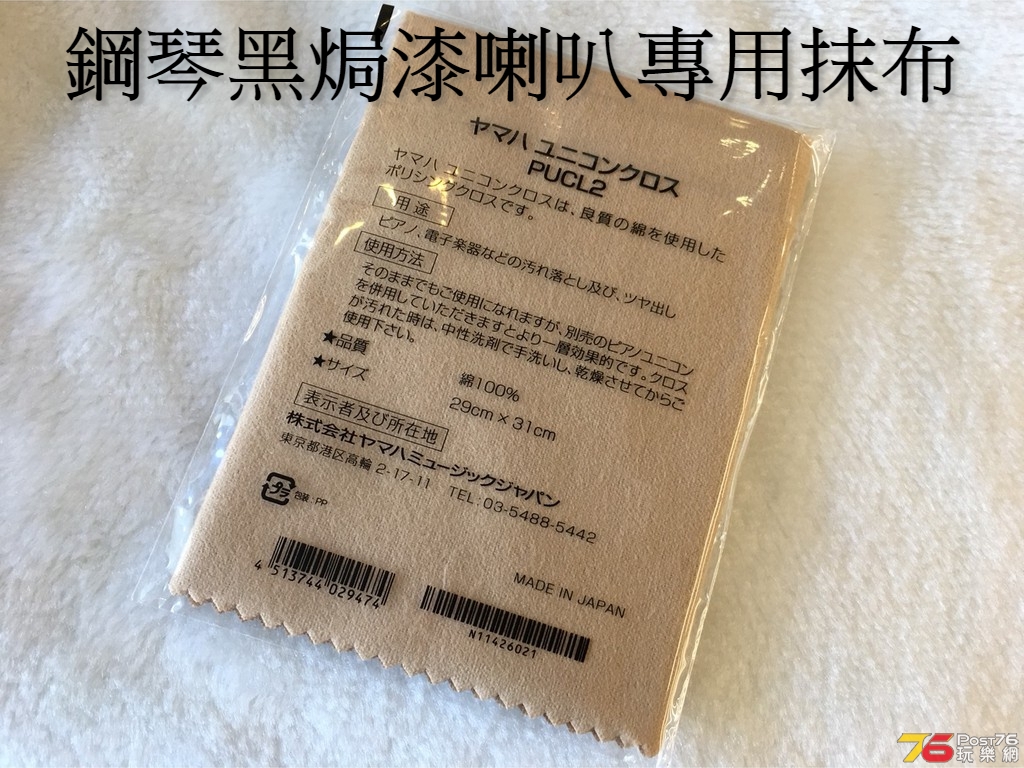 鋼琴黑焗漆喇叭專用抹布
ヤマハ ユニコンクロス
PUCL2
ヤマハ ユニコンクロスは、良質の綿を使用した
ポリシングクロスです。
用途
ピアノ、電子楽器などの汚れ落とし及び、ツヤ出し
使用方法
そのままでもご使用になれますが、別売のピアノユニコン
を併用していただきますとより一層効果的です。クロス
が汚れた時は、中性洗剤で手洗いし、乾燥させてからご
使用下さい。
★品質 綿100%
★サイズ 29cm×31cm
表示者及び所在地
株式会社ヤマハミュージックジャパン
東京都港区高輪 2-17-11 TEL:03-5488-5442
プラ 包装:PP
MADE IN JAPAN
4 513744 029474
N11426021
76 Post76
玩樂網